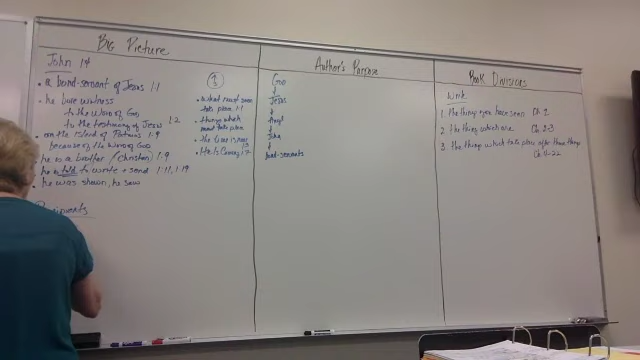 Big Picture
John 14
• a bond-servant of Jesus 1:1
• he bore witness
to the Word of God
to the testimony of Jesus 1:2
• on the island of Patmos 1:9
because of the Word of God
• he is a brother (Christian) 1:9
• he is told to write & send 1:11, 1:19
• he was shown, he saw
Recipients
• what must soon
take place 1:1
• things which
must take place
• the time is near 1:3
• He is Coming 1:7
Author's Purpose
God
Jesus
Angel
John
bond-servants
Book Divisions
Write
1. the things you have seen Ch 1
2. the things which are Ch 2-3
3. the things which take place after these things
Ch 4-22